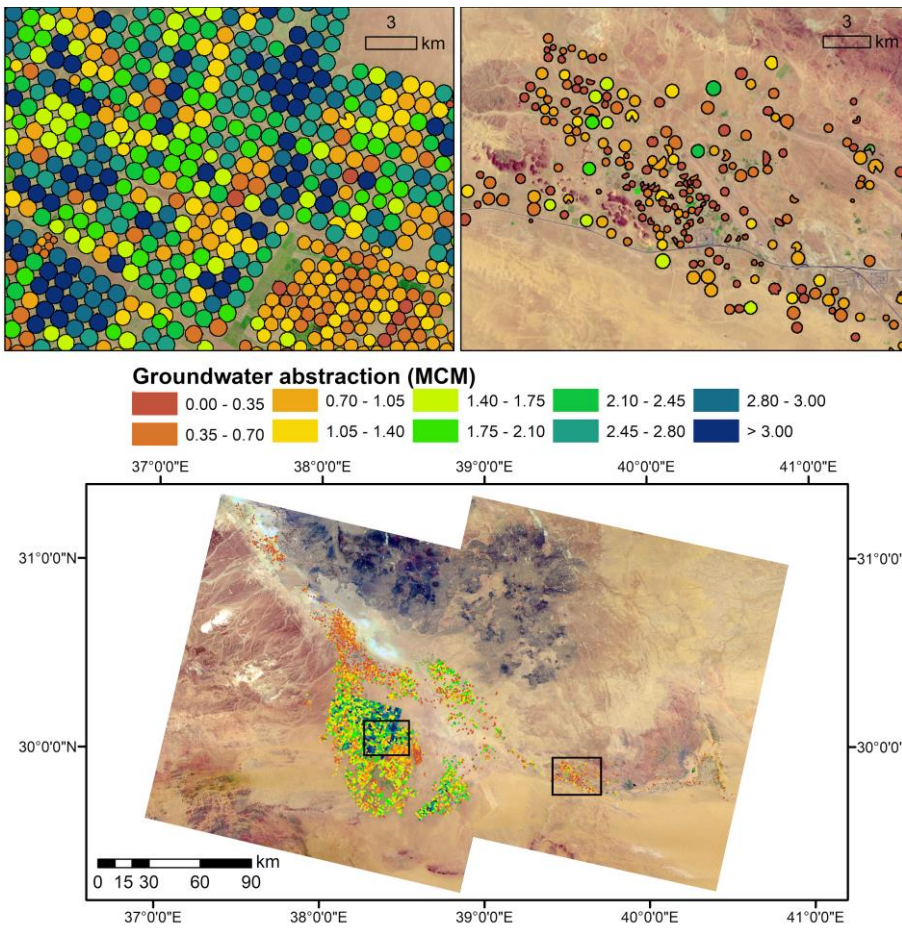 3
km
3
km
Groundwater abstraction (MCM)
0.00 - 0.35
0.70 - 1.05
1.40 - 1.75
2.10 - 2.45
2.80 - 3.00
0.35 - 0.70
1.05 - 1.40
1.75 - 2.10
2.45 - 2.80
> 3.00
37°0'0"E 38°0'0"E 39°0'0"E 40°0'0"E 41°0'0"E
31°0'0"N 31°0'0"N
30°0'0"N 30°0'0"N
km
0 15 30 60 90
37°0'0"E 38°0'0"E 39°0'0"E 40°0'0"E 41°0'0"E